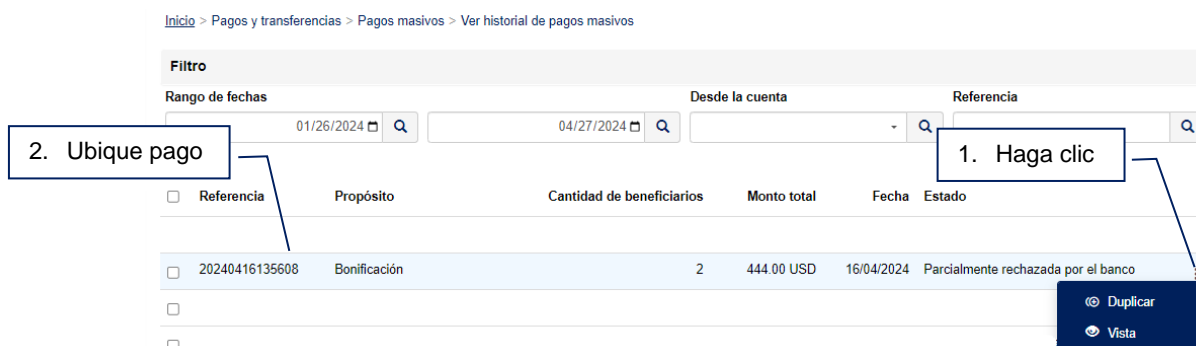 Inicio > Pagos y transferencias > Pagos masivos > Ver historial de pagos masivos
Filtro
Rango de fechas Desde la cuenta Referencia
01/26/2024 04/27/2024
2. Ubique pago
1. Haga clic
Referencia Propósito Cantidad de beneficiarios Monto total Fecha Estado
20240416135608 Bonificación 2 444.00 USD 16/04/2024 Parcialmente rechazada por el banco
Duplicar
Vista